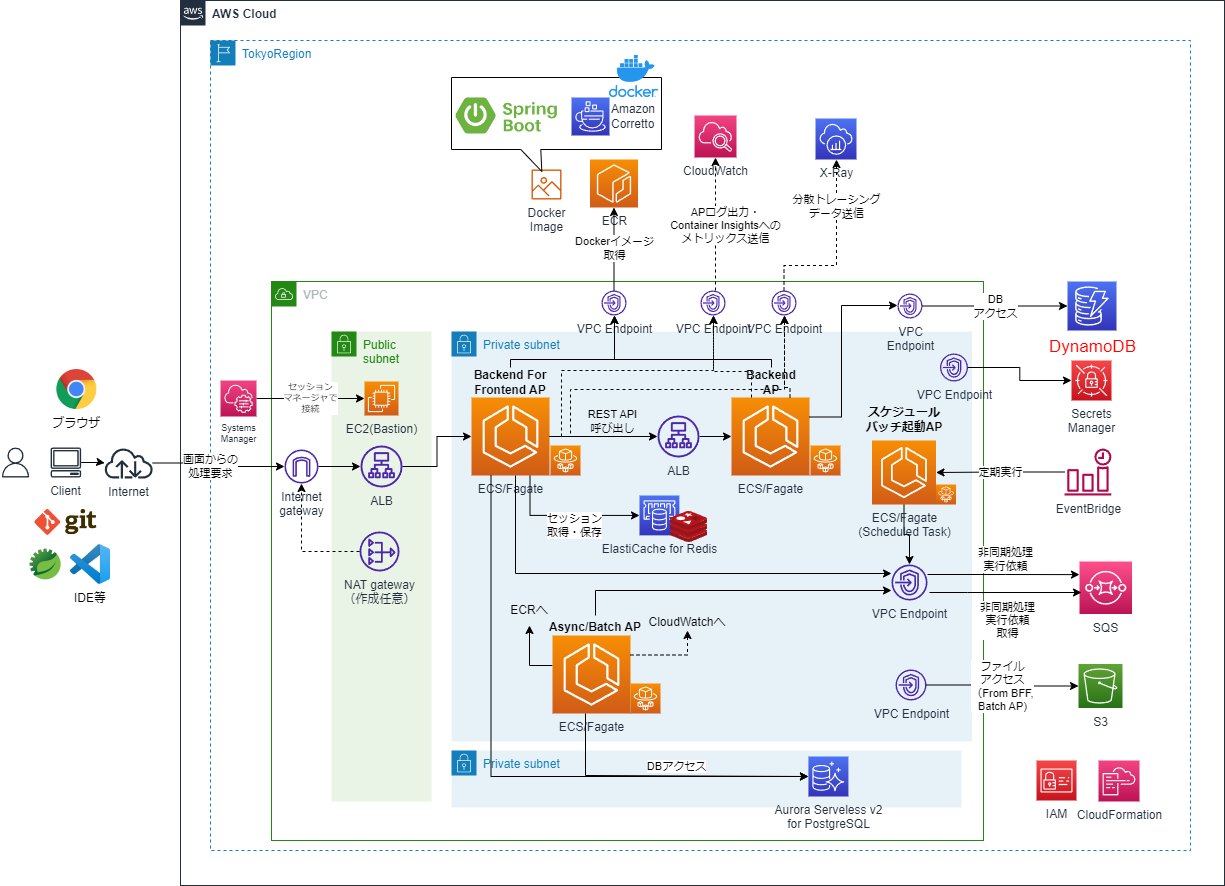 aws
AWS Cloud
TokyoRegion
docker
Spring
Boot
Amazon
Corretto
Docker
Image
ECR
CloudWatch
X-Ray
Dockerイメージ
取得
APログ出力・
Container Insightsへの
メトリックス送信
分散トレーシング
データ送信
VPC
VPC Endpoint
VPC Endpoint
VPC Endpoint
VPC
Endpoint
DB
アクセス
DynamoDB
Public
subnet
Private subnet
Backend For
Frontend AP
Backend
AP
VPC Endpoint
Secrets
Manager
ブラウザ
Systems
Manager
セッション
マネージャで
接続
EC2(Bastion)
REST API
呼び出し
ALB
ECS/Fagate
ECS/Fagate
スケジュール
バッチ起動AP
定期実行
EventBridge
ECS/Fagate
(Scheduled Task)
Client
Internet
画面からの
処理要求
Internet
gateway
ALB
git
IDE等
NAT gateway
（作成任意）
セッション
取得・保存
ElastiCache for Redis
非同期処理
実行依頼
VPC Endpoint
非同期処理
実行依頼
取得
SQS
ECRへ
Async/Batch AP
CloudWatchへ
ECS/Fagate
VPC Endpoint
ファイル
アクセス
（From BFF,
Batch AP)
S3
Private subnet
DBアクセス
Aurora Serveless v2
for PostgreSQL
IAM
CloudFormation